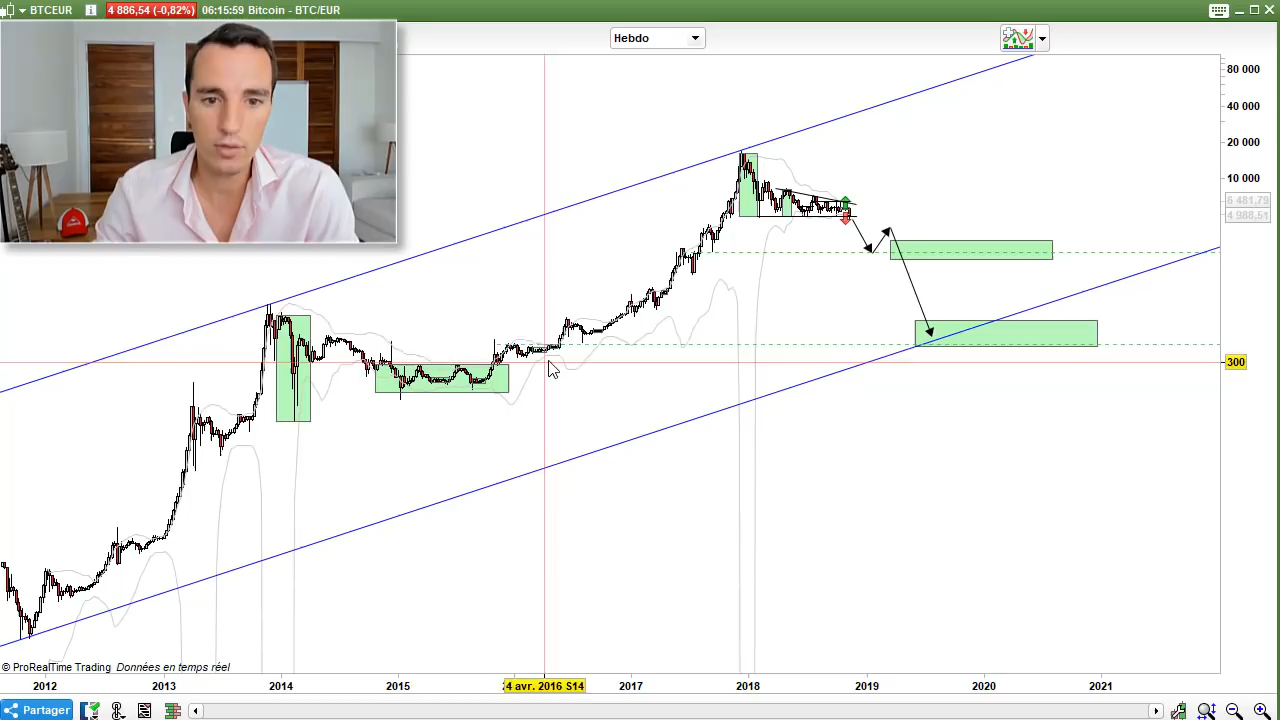 BTCEUR 4 886,54 (-0,82%) 06:15:59 Bitcoin - BTC/EUR
Hebdo
80 000
40 000
20 000
10 000
6 481,79
4 988,51
300
© ProRealTime Trading Données en temps réel
2012 2013 2014 2015 4 avr. 2016 S14 2017 2018 2019 2020 2021
Partager